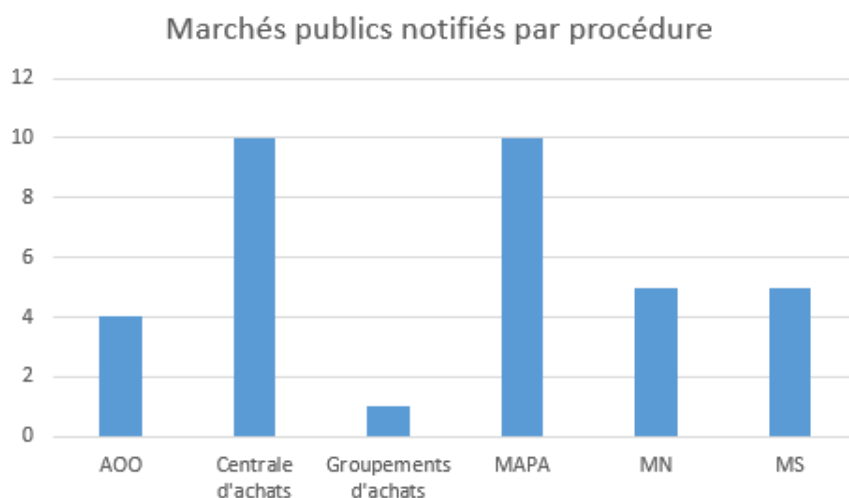 Marchés publics notifiés par procédure
12
10
8
6
4
2
0
AOO
Centrale
d'achats
Groupements
d'achats
MAPA
MN
MS